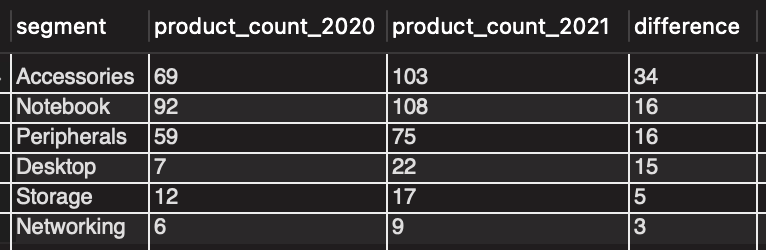 segment product_count_2020 product_count_2021 difference
Accessories 69 103 34
Notebook 92 108 16
Peripherals 59 75 16
Desktop 7 22 15
Storage 12 17 5
Networking 6 9 3